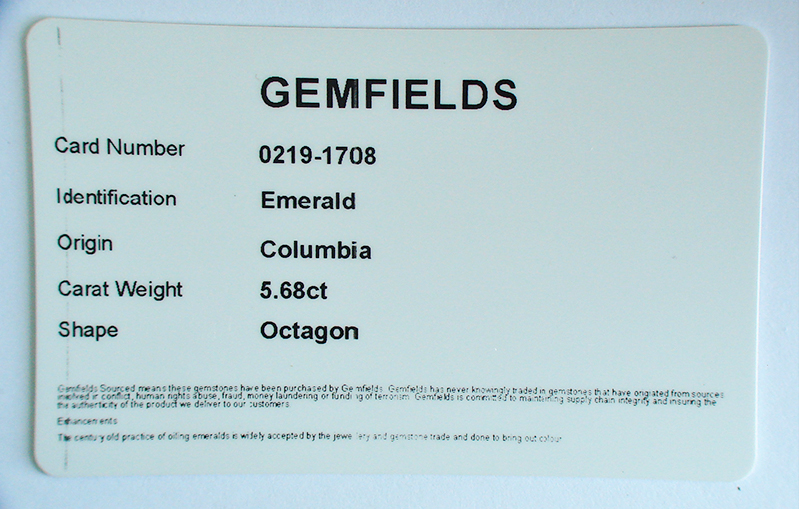 GEMFIELDS
Card Number 0219-1708
Identification Emerald
Origin Columbia
Carat Weight 5.68ct
Shape Octagon
Gemfields Sourced means these gemstones have been purchased by Gemfields. Gemfields has never knowingly traded in gemstones that have origiated from sources
involved in conflict, human rights abuse, fraud, money laundering or funding of terrorism. Gemfields is committed to maintaining supply chain integrity and insuring the
the authenticity of the product we deliver to our customers.
Enhancements
The century old practice of oiling emeralds is widely accepted by the jewellery and gemstone trade and done to bring out colour